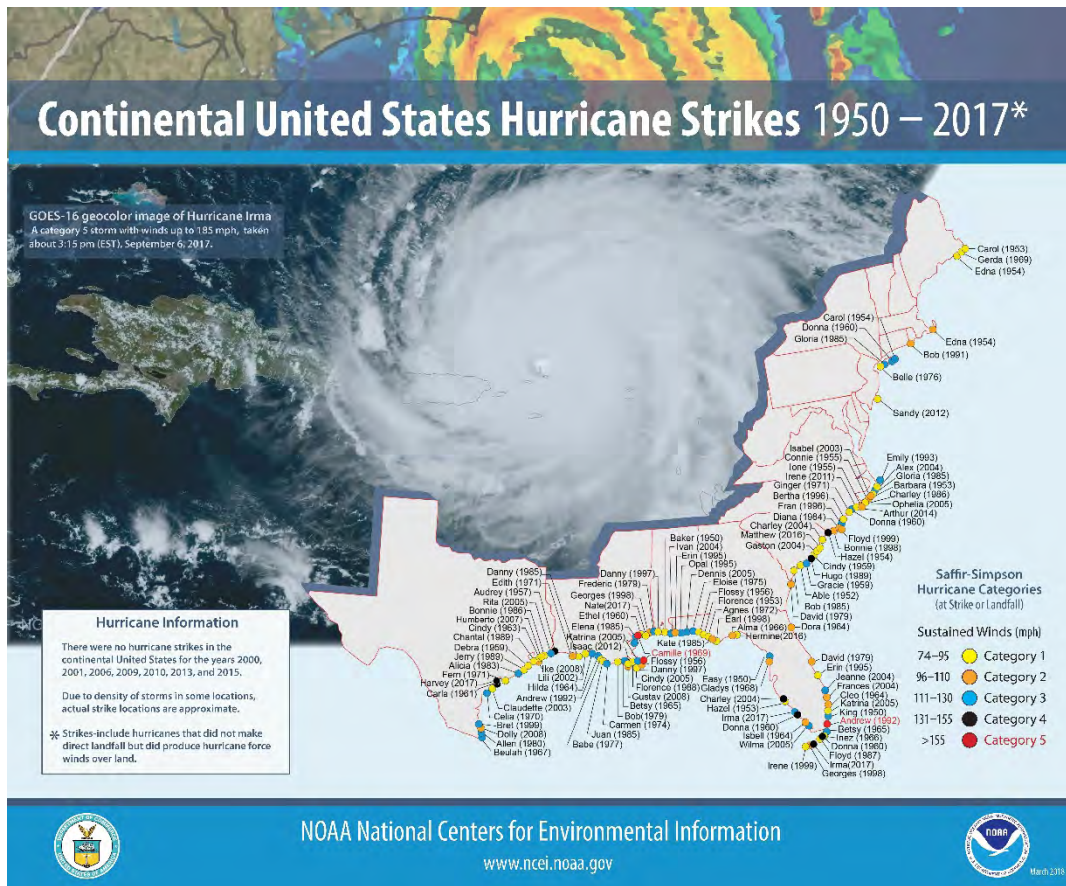 Continental United States Hurricane Strikes 1950 – 2017*
GOES-16 geocolor image of Hurricane Irma
A category 5 storm with winds up to 185 mph, taken
about 3:15 pm (EST), September 6, 2017.
Carol (1953)
Gerda (1969)
Edna (1954)
Carol (1954)
Donna (1960)
Gloria (1985)
Edna (1954)
Bob (1991)
Belle (1976)
Sandy (2012)
Isabel (2003)
Connie (1955)
Ione (1955)
Irene (2011)
Ginger (1971)
Bertha (1996)
Fran (1996)
Diana (1984)
Charley (2004)
Matthew (2016)
Gaston (2004)
Emily (1993)
Alex (2004)
Gloria (1985)
Barbara (1953)
Charley (1986)
Ophelia (2005)
Arthur (2014)
Donna (1960)
Floyd (1999)
Bonnie (1998)
Hazel (1954)
Cindy (1959)
Hugo (1989)
Gracie (1959)
Able (1952)
Bob (1985)
David (1979)
Dora (1964)
Baker (1950)
Ivan (2004)
Erin (1995)
Opal (1995)
Dennis (2005)
Eloise (1975)
Flossy (1956)
Florence (1953)
Agnes (1972)
Earl (1998)
Alma (1966)
Hermine(2016)
Danny (1997)
Frederic (1979)
Georges (1998)
Nate(2017)
Ethel (1960)
Elena (1985)
Katrina (2005)
Isaac (2012)
Kate (1985)
Camille (1969)
Flossy (1956)
Danny (1997)
Cindy (2005)
Florence (1988)
Gustav (2008)
Betsy (1965)
Bob(1979)
Carmen (1974)
Juan (1985)
Babe (1977)
Danny (1985)
Edith (1971)
Audrey (1957)
Rita (2005)
Bonnie (1986)
Humberto (2007)
Cindy (1963)
Chantal (1989)
Debra (1959)
Jerry (1989)
Alicia (1983)
Fern (1971)
Harvey (2017)
Carla (1961)
Ike (2008)
Lili (2002)
Hilda (1964)
Andrew (1992)
Claudette (2003)
Celia (1970)
Bret (1999)
Dolly (2008)
Allen (1980)
Beulah (1967)
Easy (1950)
Gladys (1968)
Charley (2004)
Hazel (1953)
Irma (2017)
Donna (1960)
Isbell (1964)
Wilma (2005)
Irene (1999)
David (1979)
Erin (1995)
Jeanne (2004)
Frances (2004)
Cleo (1964)
Katrina (2005)
King (1950)
Andrew (1992)
Betsy (1965)
Inez (1966)
Donna (1960)
Floyd (1987)
Irma(2017)
Georges (1998)
Saffir-Simpson
Hurricane Categories
(at Strike or Landfall)
Sustained Winds (mph)
74–95 Category 1
96–110 Category 2
111–130 Category 3
131–155 Category 4
>155 Category 5
Hurricane Information
There were no hurricane strikes in the
continental United States for the years 2000,
2001, 2006, 2009, 2010, 2013, and 2015.
Due to density of storms in some locations,
actual strike locations are approximate.
* Strikes-include hurricanes that did not make
direct landfall but did produce hurricane force
winds over land.
NOAA National Centers for Environmental Information
www.ncei.noaa.gov
NOAA
March 2018